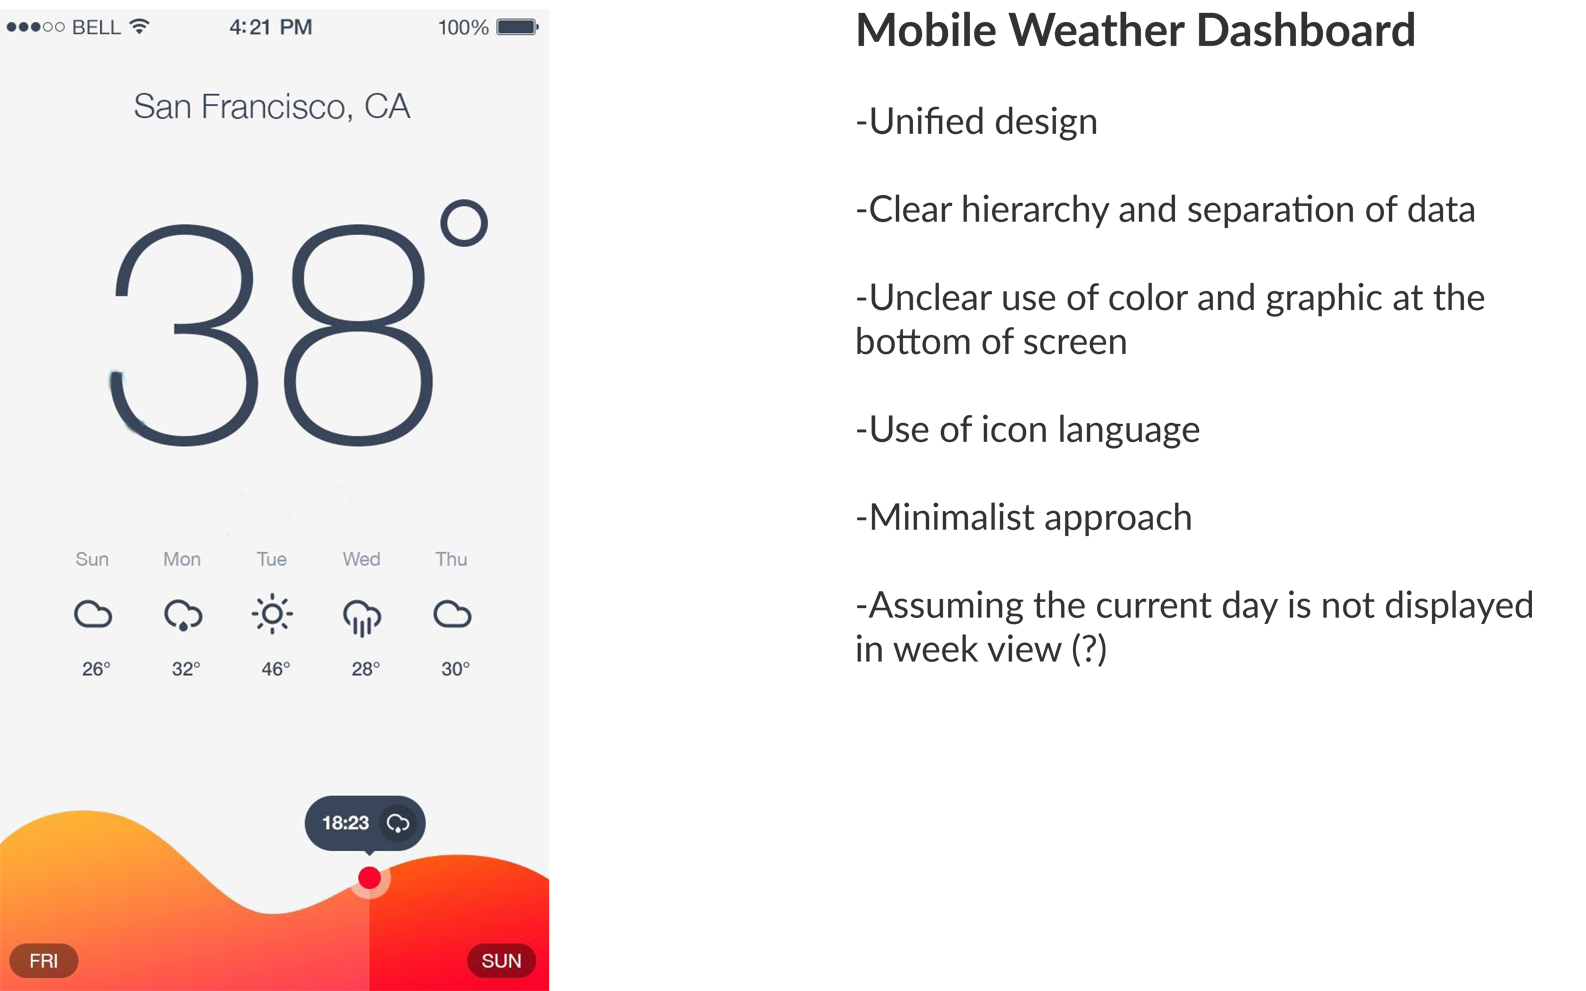 BELL 4:21 PM 100%
San Francisco, CA
38°
Sun Mon Tue Wed Thu
26° 32° 46° 28° 30°
18:23
FRI SUN
Mobile Weather Dashboard
-Unified design
-Clear hierarchy and separation of data
-Unclear use of color and graphic at the
bottom of screen
-Use of icon language
-Minimalist approach
-Assuming the current day is not displayed
in week view (?)